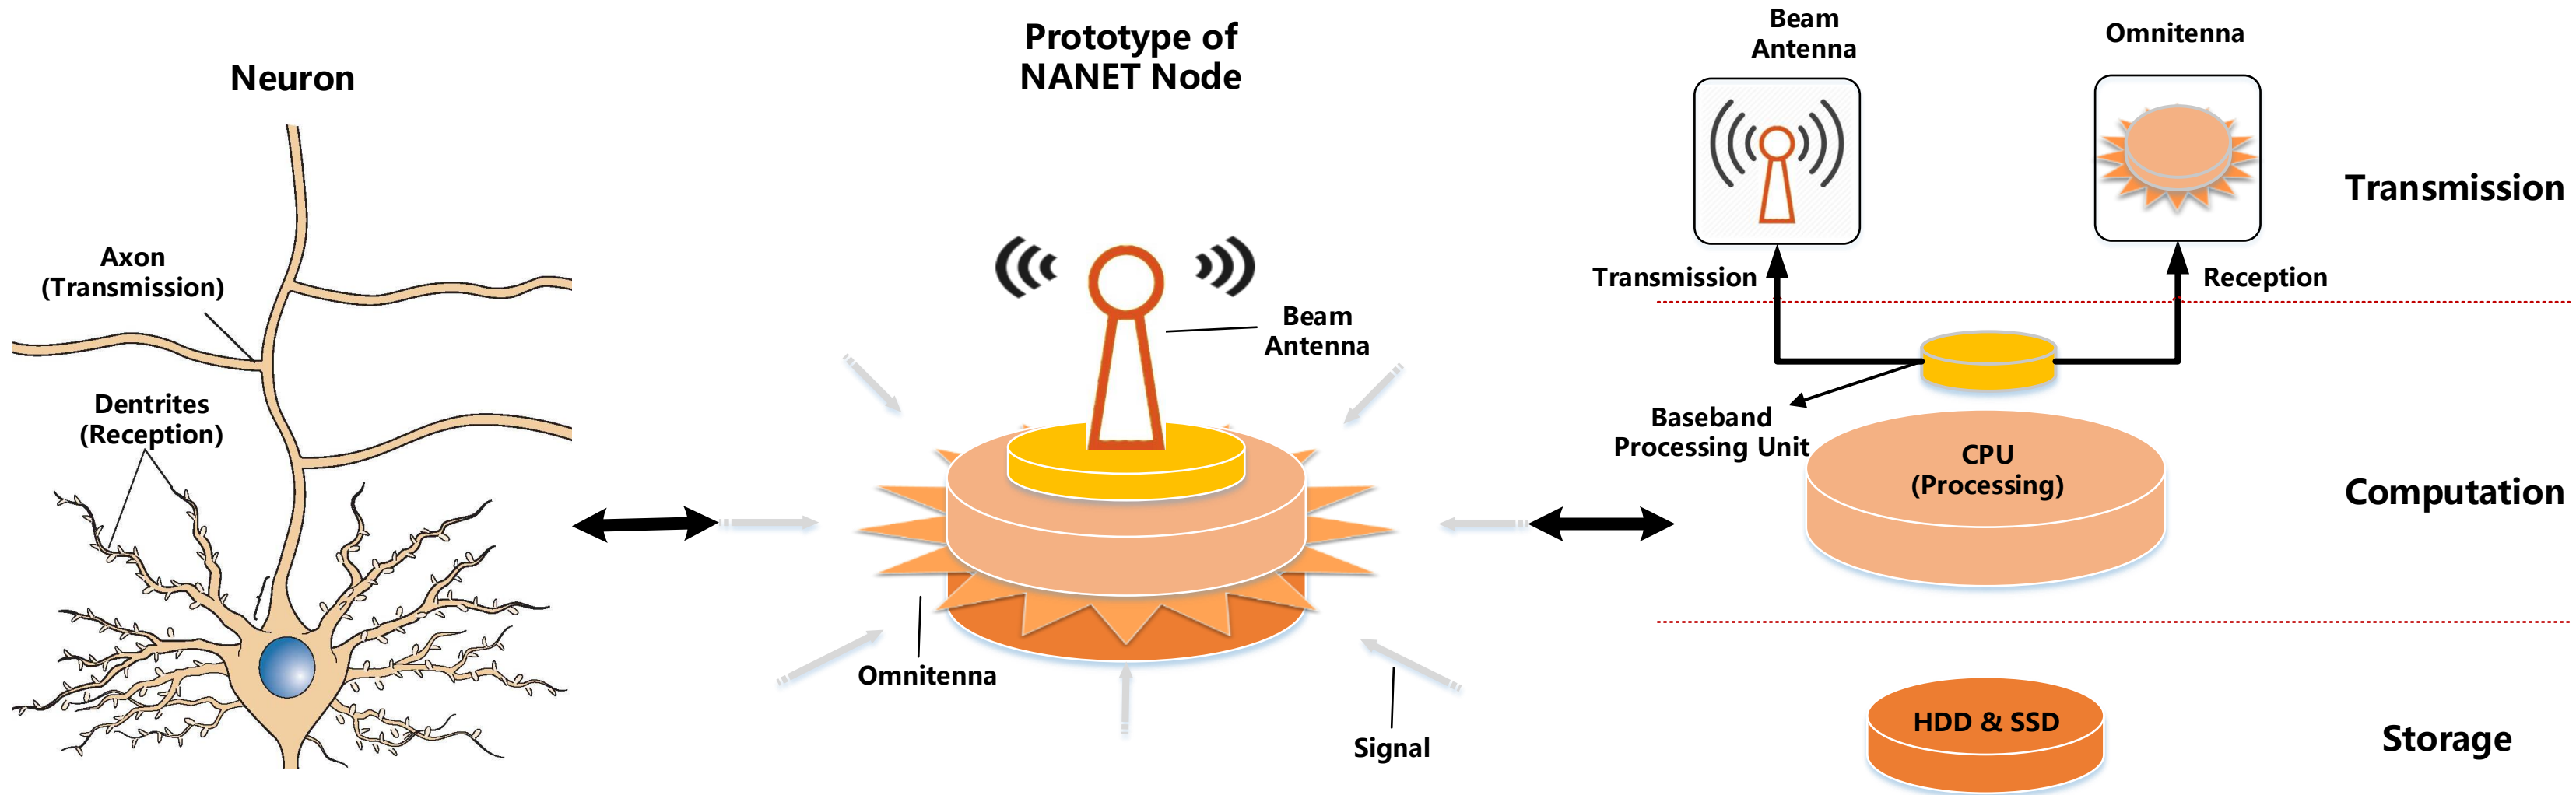 Neuron
Axon
(Transmission)
Dentrites
(Reception)
Prototype of
NANET Node
Beam
Antenna
Omnitenna
Signal
Beam
Antenna
Omnitenna
Transmission
Transmission
Reception
Baseband
Processing Unit
CPU
(Processing)
Computation
HDD & SSD
Storage